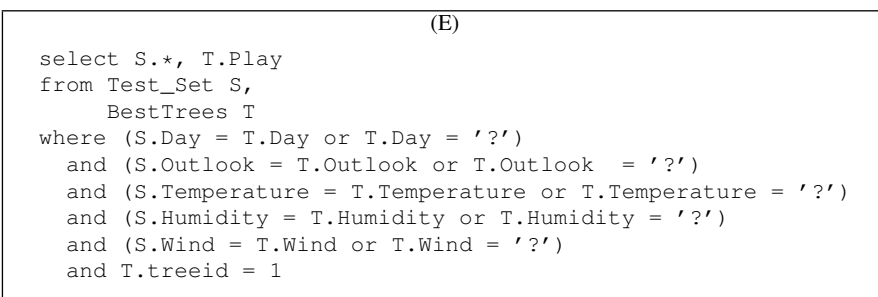 (E)
select S.*, T.Play
from Test_Set S,
     BestTrees T
where (S.Day = T.Day or T.Day = '?')
  and (S.Outlook = T.Outlook or T.Outlook  = '?')
  and (S.Temperature = T.Temperature or T.Temperature = '?')
  and (S.Humidity = T.Humidity or T.Humidity = '?')
  and (S.Wind = T.Wind or T.Wind = '?')
  and T.treeid = 1